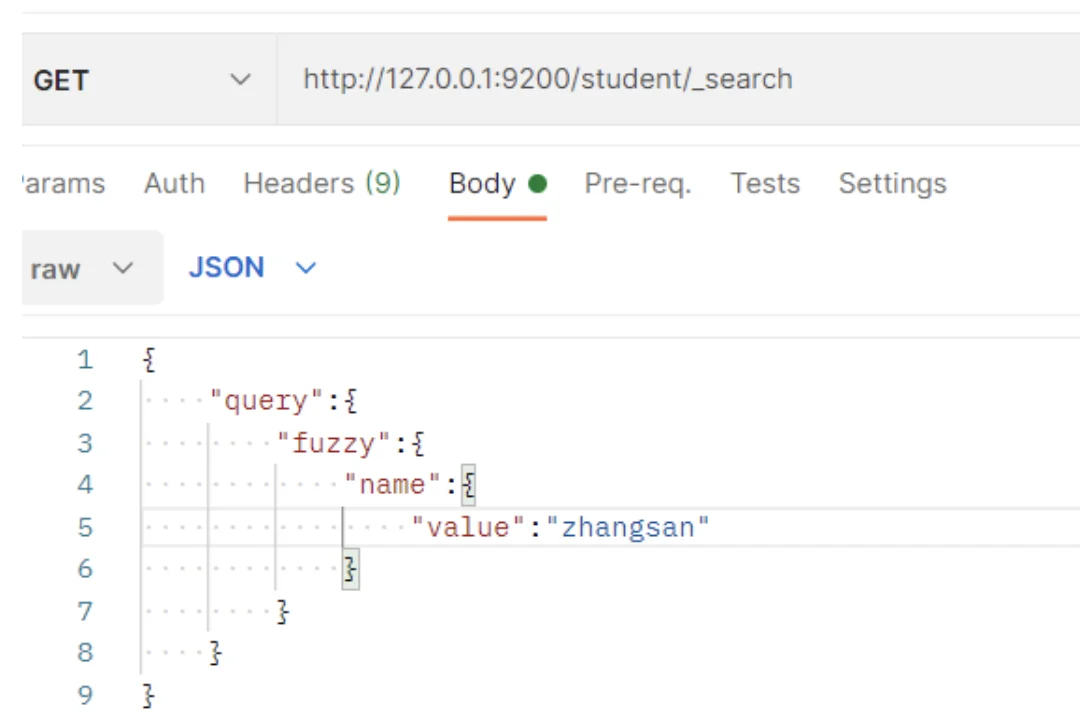 GET http://127.0.0.1:9200/student/_search
arams Auth Headers (9) Body Pre-req. Tests Settings
raw JSON
1 {
2 "query":{
3 "fuzzy":{
4 "name":{
5 "value":"zhangsan"
6 }
7 }
8 }
9 }